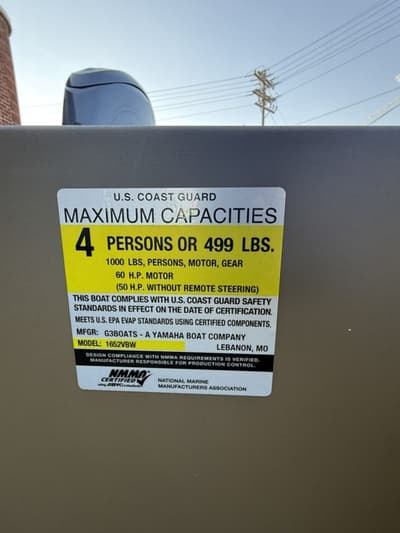 U.S. COAST GUARD
MAXIMUM CAPACITIES
4 PERSONS OR 499 LBS.
1000 LBS, PERSONS, MOTOR, GEAR
60 H.P. MOTOR
(50 H.P. WITHOUT REMOTE STEERING)
THIS BOAT COMPLIES WITH U.S. COAST GUARD SAFETY
STANDARDS IN EFFECT ON THE DATE OF CERTIFICATION.
MEETS U.S. EPA EVAP STANDARDS USING CERTIFIED COMPONENTS.
MFGR: G3BOATS - A YAMAHA BOAT COMPANY
MODEL: 1652VBW LEBANON, MO
DESIGN COMPLIANCE WITH NMMA REQUIREMENTS IS VERIFIED.
MANUFACTURER RESPONSIBLE FOR PRODUCTION CONTROL.
NMMA
CERTIFIED
NATIONAL MARINE
MANUFACTURERS ASSOCIATION